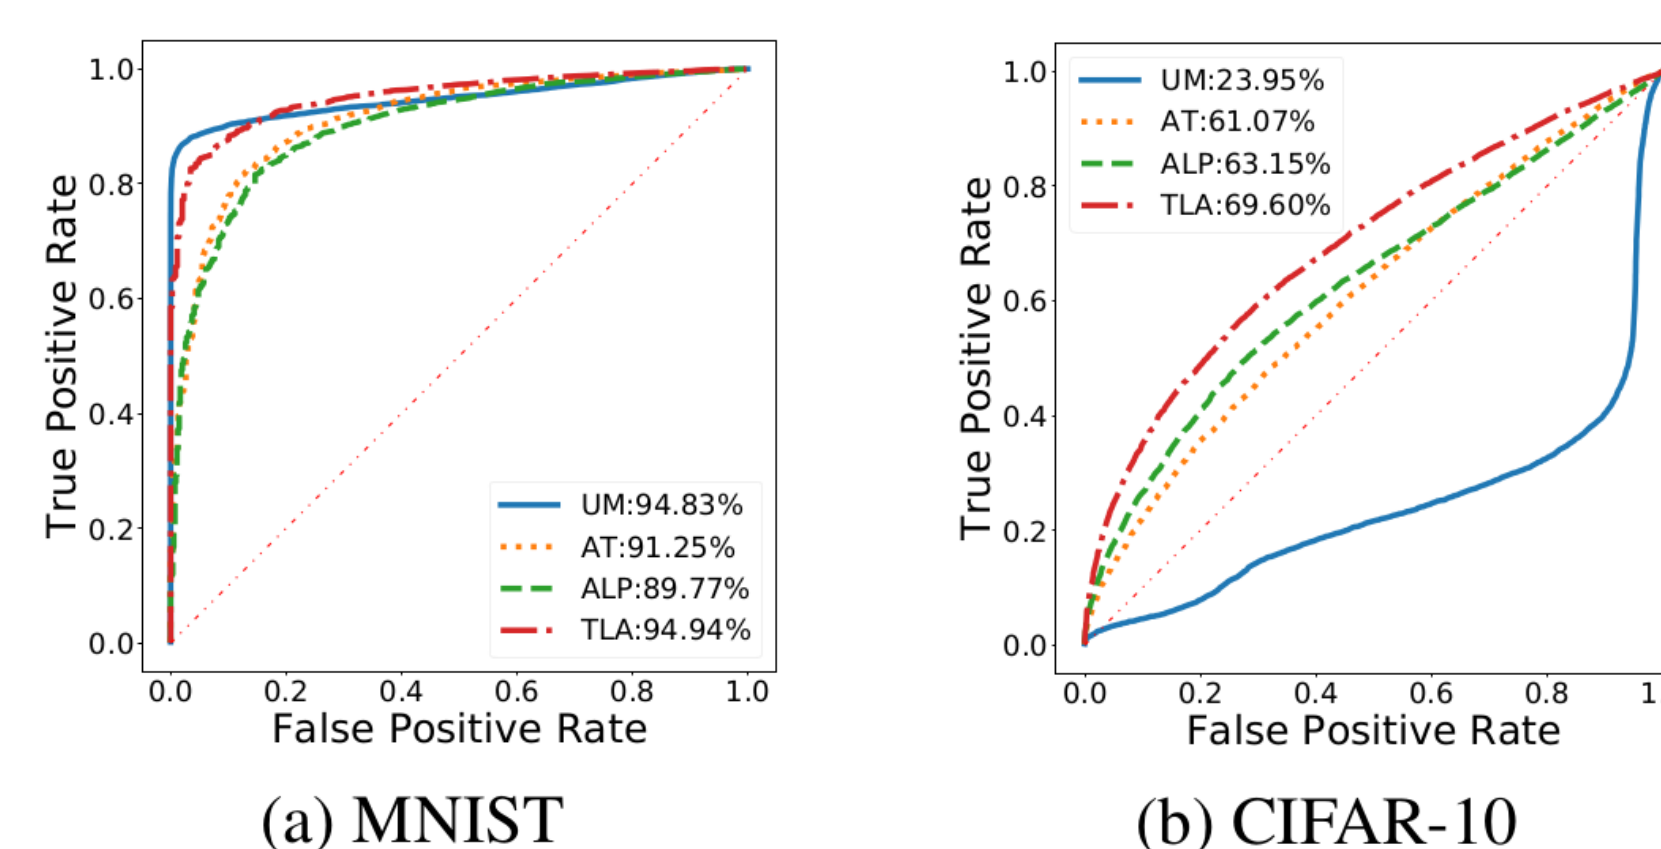 1.0
0.8
0.6
0.4
0.2
0.0
True Positive Rate
UM:94.83%
AT:91.25%
ALP:89.77%
TLA:94.94%
0.0 0.2 0.4 0.6 0.8 1.0
False Positive Rate
(a) MNIST
1.0
0.8
0.6
0.4
0.2
0.0
True Positive Rate
UM:23.95%
AT:61.07%
ALP:63.15%
TLA:69.60%
0.0 0.2 0.4 0.6 0.8 1
False Positive Rate
(b) CIFAR-10